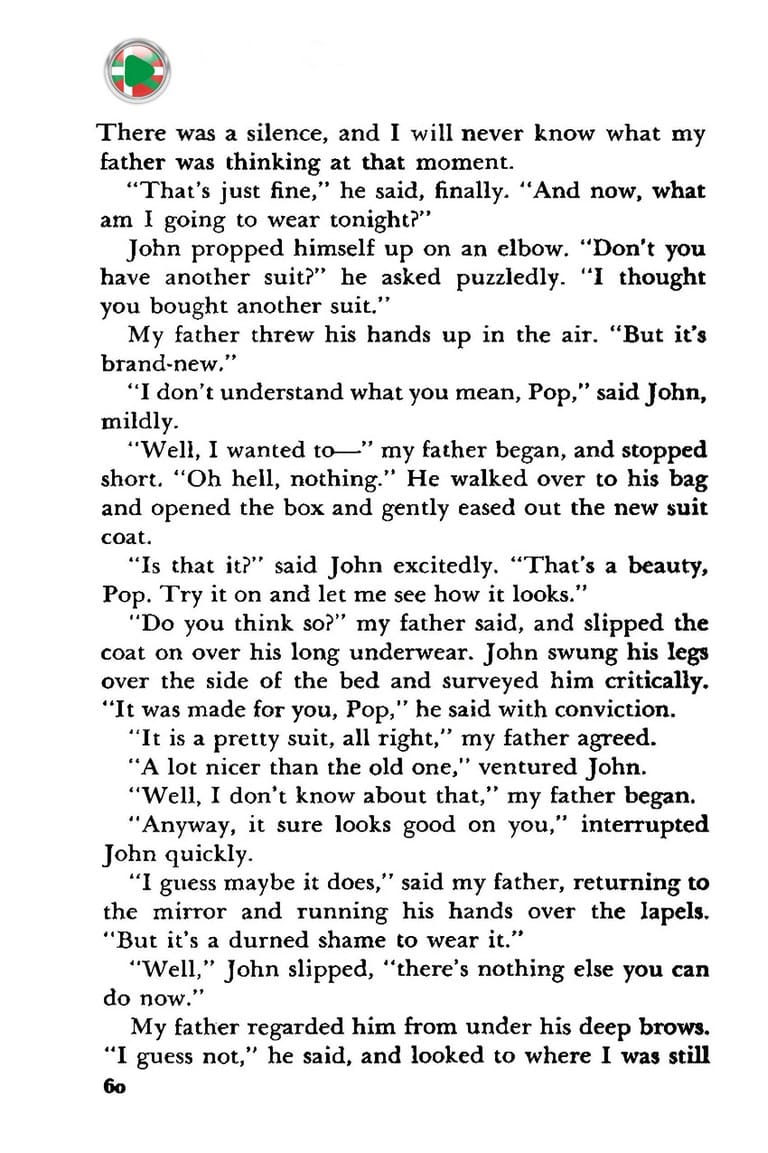 There was a silence, and I will never know what my
father was thinking at that moment.
"That's just fine," he said, finally. "And now, what
am I going to wear tonight?"
John propped himself up on an elbow. "Don't you
have another suit?" he asked puzzledly. "I thought
you bought another suit."
My father threw his hands up in the air. "But it's
brand-new."
"I don't understand what you mean, Pop," said John,
mildly.
"Well, I wanted to—" my father began, and stopped
short. "Oh hell, nothing." He walked over to his bag
and opened the box and gently eased out the new suit
coat.
"Is that it?" said John excitedly. "That's a beauty,
Pop. Try it on and let me see how it looks."
"Do you think so?" my father said, and slipped the
coat on over his long underwear. John swung his legs
over the side of the bed and surveyed him critically.
"It was made for you, Pop," he said with conviction.
"It is a pretty suit, all right," my father agreed.
"A lot nicer than the old one," ventured John.
"Well, I don't know about that," my father began.
"Anyway, it sure looks good on you," interrupted
John quickly.
"I guess maybe it does," said my father, returning to
the mirror and running his hands over the lapels.
"But it's a durned shame to wear it."
"Well," John slipped, "there's nothing else you can
do now."
My father regarded him from under his deep brows.
"I guess not," he said, and looked to where I was still
60